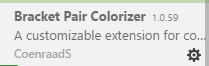 Bracket Pair Colorizer 1.0.59
A customizable extension for co...
CoenraadS